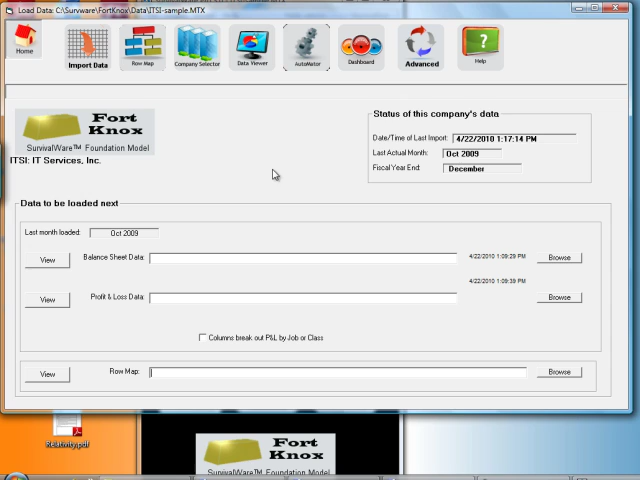 Load Data: C:\Survware\FortKnox\Data\ITSI-sample.MTX
Home
Import Data
Row Map
Company Selector
Data Viewer
AutoMator
Dashboard
Advanced
Help
Fort
Knox
SurvivalWare™ Foundation Model
ITSI: IT Services, Inc.
Status of this company's data
Date/Time of Last Import: 4/22/2010 1:17:14 PM
Last Actual Month: Oct 2009
Fiscal Year End: December
Data to be loaded next
Last month loaded: Oct 2009
View Balance Sheet Data: 4/22/2010 1:09:29 PM Browse
4/22/2010 1:09:39 PM
View Profit & Loss Data: Browse
Columns break out P&L by Job or Class
View Row Map: Browse
Relativity.pdf
Fort
Knox
SurvivalWare™ Foundation Model